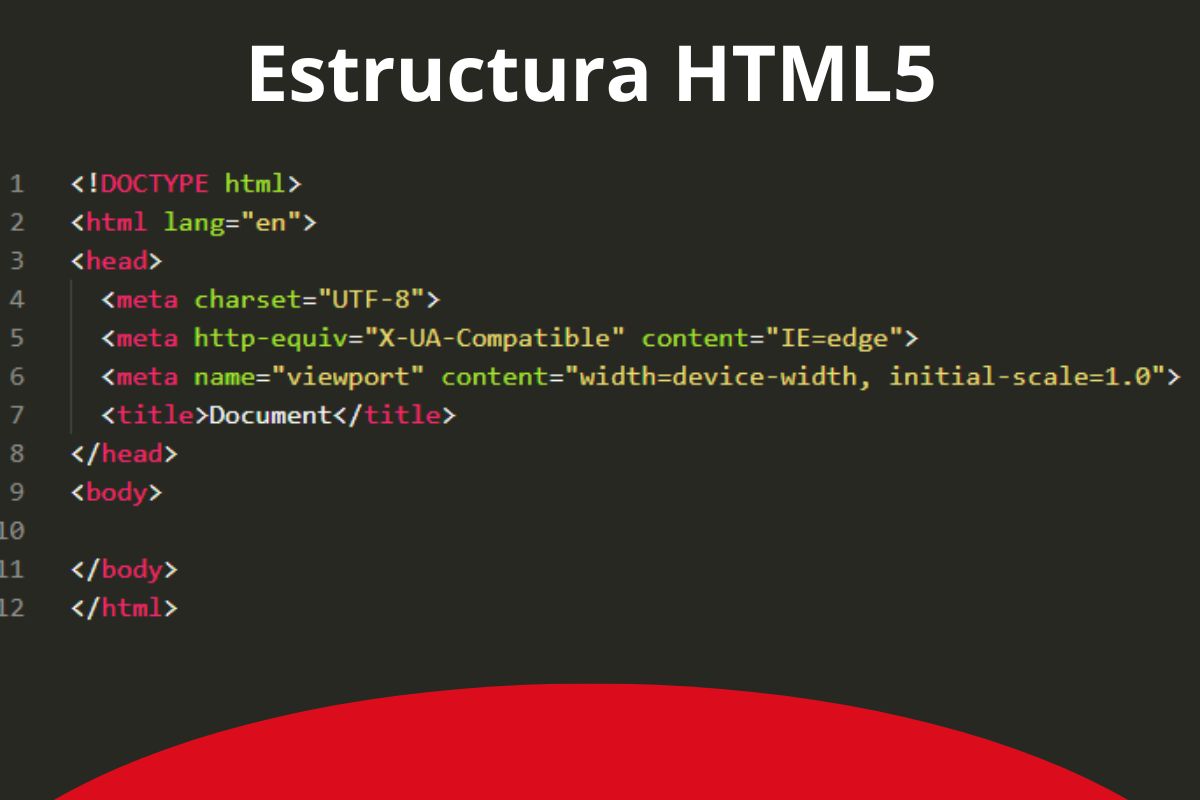 Estructura HTML5
1 <!DOCTYPE html>
2 <html lang="en">
3 <head>
4 <meta charset="UTF-8">
5 <meta http-equiv="X-UA-Compatible" content="IE=edge">
6 <meta name="viewport" content="width=device-width, initial-scale=1.0">
7 <title>Document</title>
8 </head>
9 <body>
10
11 </body>
12 </html>